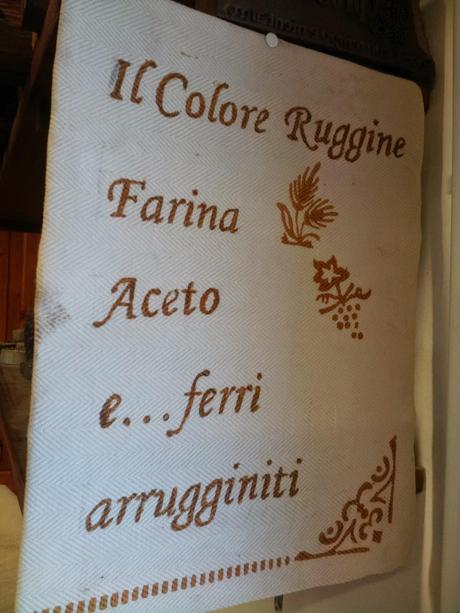 Il Colore Ruggine
Farina
Aceto
e...ferri
arrugginiti